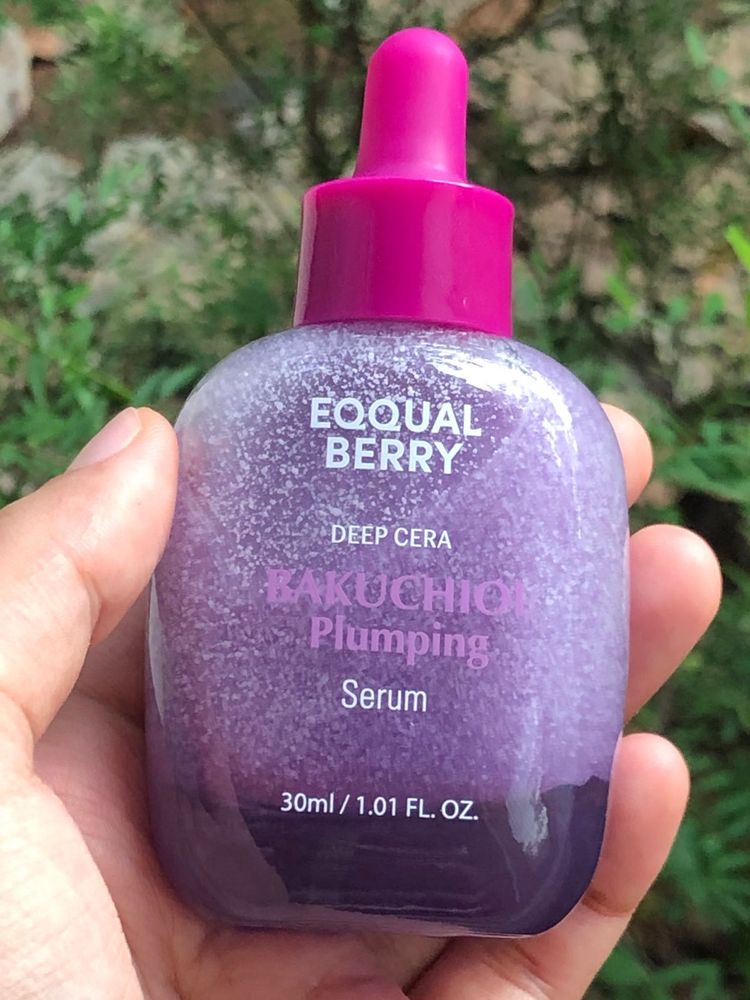 EQQUAL
BERRY
DEEP CERA
BAKUCHIOL
Plumping
Serum
30ml / 1.01 FL. OZ.